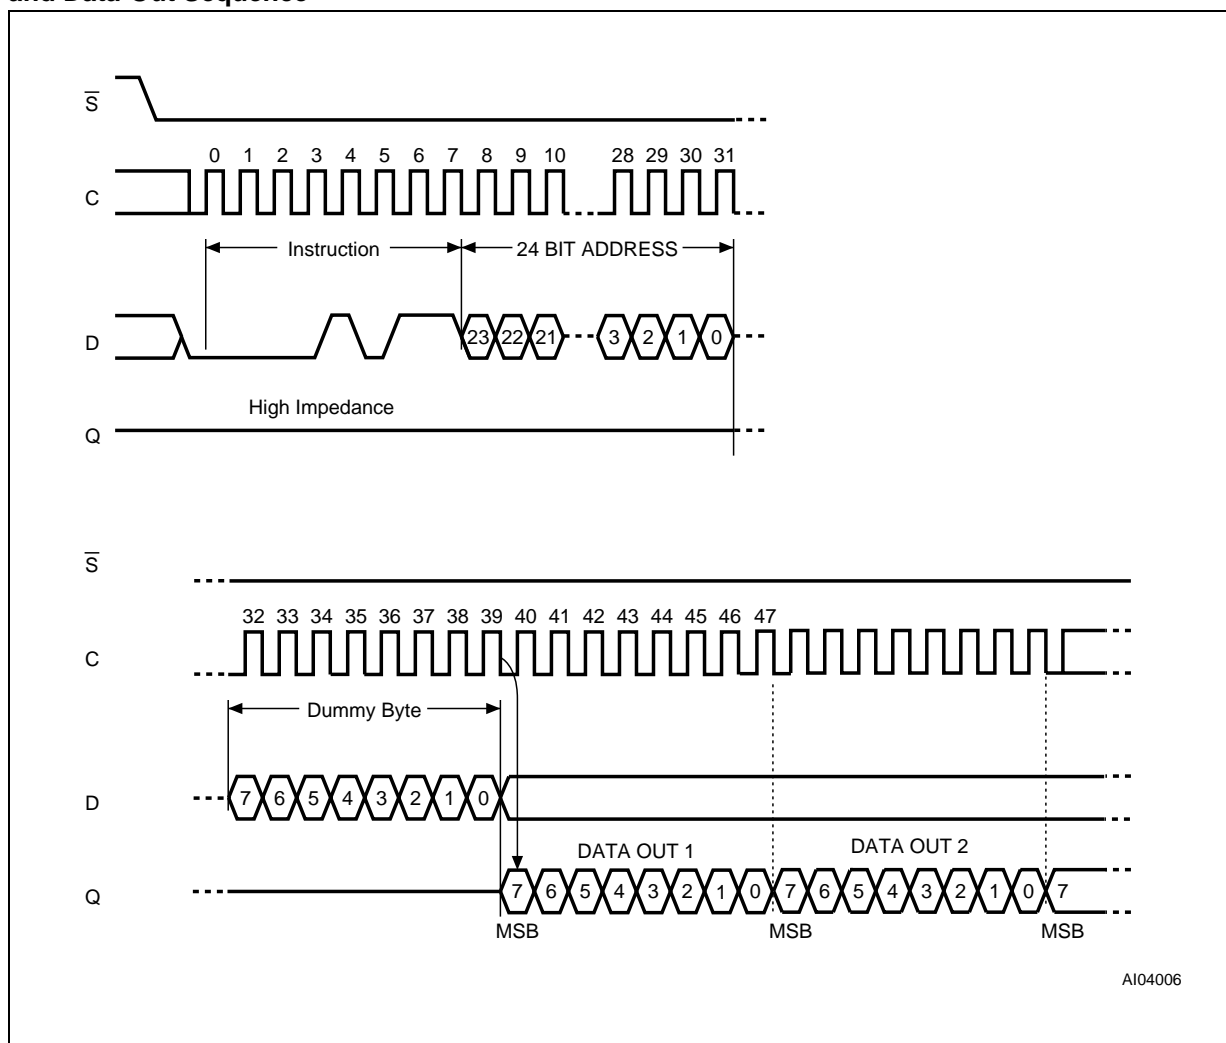 and Data-Out Sequence
S
0 1 2 3 4 5 6 7 8 9 10 28 29 30 31
C
Instruction 24 BIT ADDRESS
D 23 22 21 3 2 1 0
High Impedance
Q
S
32 33 34 35 36 37 38 39 40 41 42 43 44 45 46 47
C
Dummy Byte
D 7 6 5 4 3 2 1 0
DATA OUT 1 DATA OUT 2
Q 7 6 5 4 3 2 1 0 7 6 5 4 3 2 1 0 7
MSB MSB MSB
AI04006